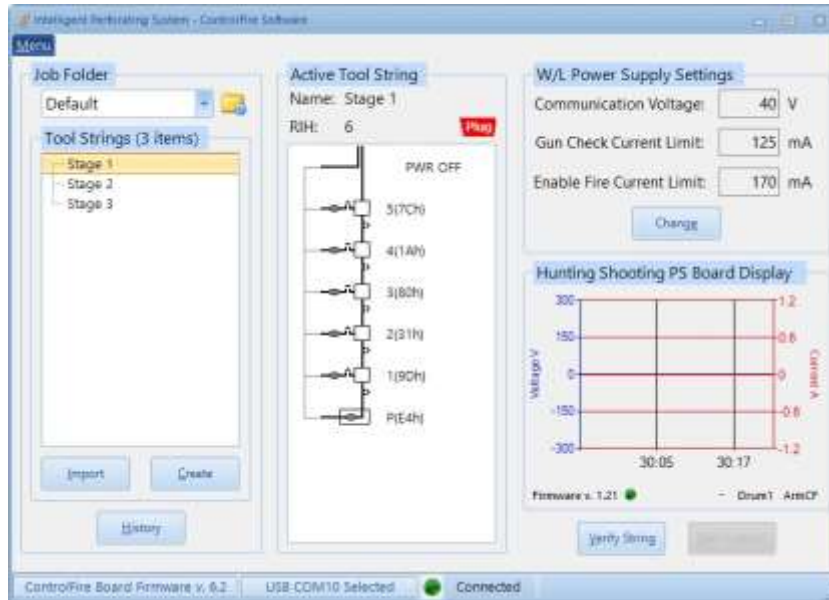 Intelligent Perforating System - ControlFire Software
Menu
Job Folder
Default
Tool Strings (3 items)
Stage 1
Stage 2
Stage 3
Import
Create
History
Active Tool String
Name: Stage 1
RIH: 6
Plug
PWR OFF
5(7Ch)
4(1Ah)
3(80h)
2(31h)
1(9Dh)
P(E4h)
W/L Power Supply Settings
Communication Voltage: 40 V
Gun Check Current Limit: 125 mA
Enable Fire Current Limit: 170 mA
Change
Hunting Shooting PS Board Display
300
150
0
-150
-300
Voltage V
1.2
0.6
0
-0.6
-1.2
Current A
30:05
30:17
Firmware v. 1.21
- Drum1 ArmCF
Verify String
ControlFire Board Firmware v. 6.2
USB COM10 Selected
Connected